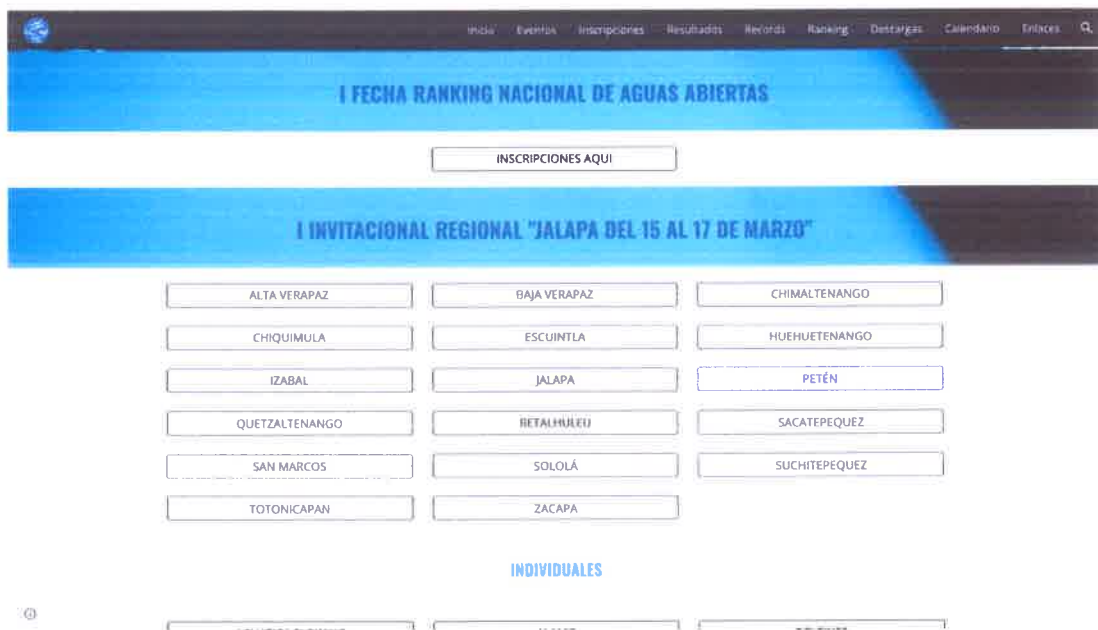 Inicio Eventos Inscripciones Resultados Records Ranking Descargas Calendario Enlaces
I FECHA RANKING NACIONAL DE AGUAS ABIERTAS
INSCRIPCIONES AQUI
I INVITACIONAL REGIONAL "JALAPA DEL 15 AL 17 DE MARZO"
ALTA VERAPAZ BAJA VERAPAZ CHIMALTENANGO
CHIQUIMULA ESCUINTLA HUEHUETENANGO
IZABAL JALAPA PETÉN
QUETZALTENANGO RETALHULEU SACATEPEQUEZ
SAN MARCOS SOLOLÁ SUCHITEPEQUEZ
TOTONICAPAN ZACAPA
INDIVIDUALES